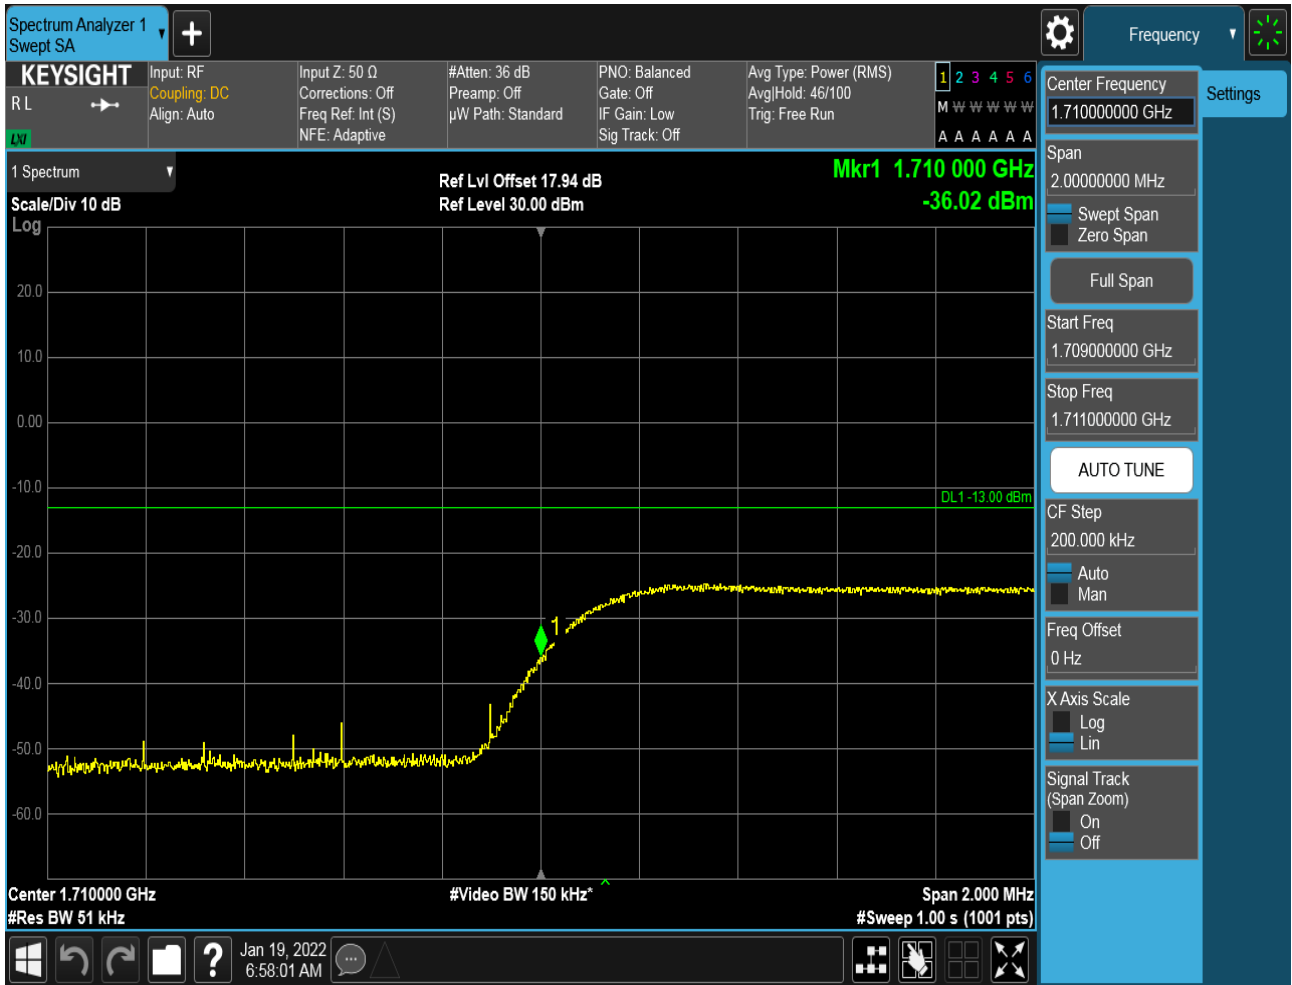 Spectrum Analyzer 1
Swept SA
Frequency
KEYSIGHT
R L
LXI
Input: RF
Coupling: DC
Align: Auto
Input Z: 50 Ω
Corrections: Off
Freq Ref: Int (S)
NFE: Adaptive
#Atten: 36 dB
Preamp: Off
µW Path: Standard
PNO: Balanced
Gate: Off
IF Gain: Low
Sig Track: Off
Avg Type: Power (RMS)
Avg|Hold: 46/100
Trig: Free Run
1 2 3 4 5 6
M W W W W W
A A A A A A
1 Spectrum
Scale/Div 10 dB
Log
Ref Lvl Offset 17.94 dB
Ref Level 30.00 dBm
Mkr1 1.710 000 GHz
-36.02 dBm
20.0
10.0
0.00
-10.0
DL1 -13.00 dBm
-20.0
-30.0
1
-40.0
-50.0
-60.0
Center 1.710000 GHz
#Video BW 150 kHz*
Span 2.000 MHz
#Res BW 51 kHz
#Sweep 1.00 s (1001 pts)
Jan 19, 2022
6:58:01 AM
?
Center Frequency
1.710000000 GHz
Settings
Span
2.00000000 MHz
Swept Span
Zero Span
Full Span
Start Freq
1.709000000 GHz
Stop Freq
1.711000000 GHz
AUTO TUNE
CF Step
200.000 kHz
Auto
Man
Freq Offset
0 Hz
X Axis Scale
Log
Lin
Signal Track
(Span Zoom)
On
Off